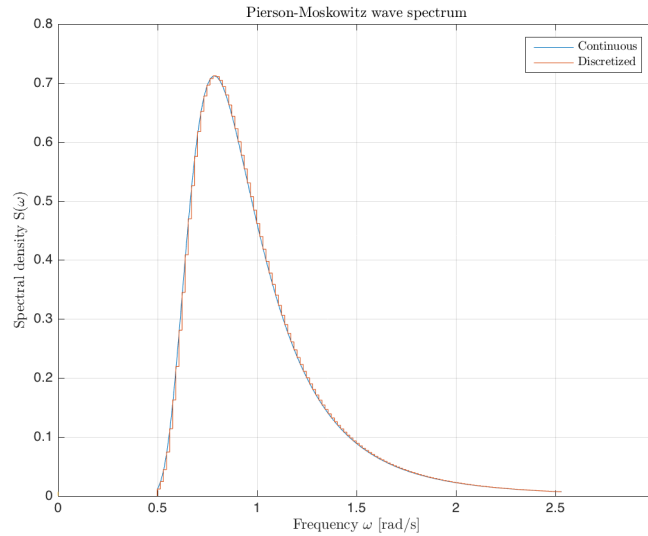 Pierson-Moskowitz wave spectrum
0.8
0.7
0.6
0.5
0.4
0.3
0.2
0.1
0
Spectral density S(ω)
Continuous
Discretized
0 0.5 1 1.5 2 2.5
Frequency ω [rad/s]